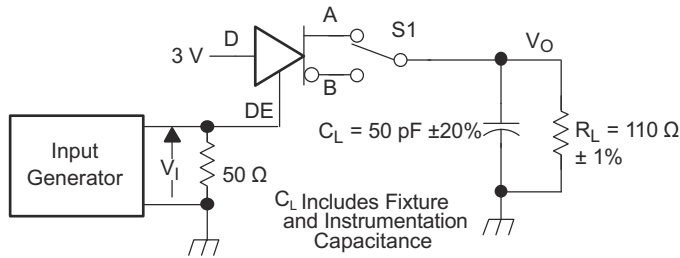 A
S1
D
3 V
B
DE
V_O
C_L = 50 pF ±20%
R_L = 110 Ω
± 1%
Input
Generator
V_I
50 Ω
C_L Includes Fixture
and Instrumentation
Capacitance